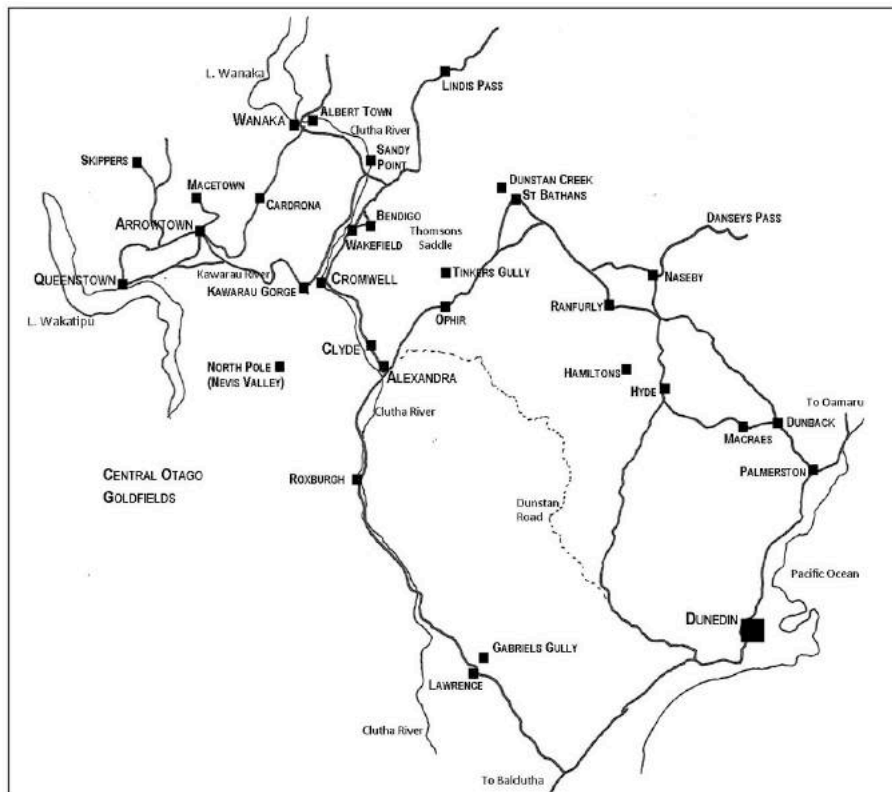 L. Wanaka
LINDIS PASS
ALBERT TOWN
WANAKA
Clutha River
SKIPPERS
SANDY
POINT
MACETOWN
CARDRONA
DUNSTAN CREEK
ST BATHANS
BENDIGO
DANSEYS PASS
ARROWTOWN
WAKEFIELD
Thomsons
Saddle
QUEENSTOWN
Kawarau River
KAWARAU GORGE
CROMWELL
TINKERS GULLY
NASEBY
RANFURLY
L. Wakatipu
OPHIR
CLYDE
NORTH POLE
(NEVIS VALLEY)
ALEXANDRA
HAMILTONS
HYDE
To Oamaru
Clutha River
MACRAES
DUNBACK
CENTRAL OTAGO
GOLDFIELDS
ROXBURGH
PALMERSTON
Dunstan
Road
Pacific Ocean
DUNEDIN
GABRIELS GULLY
LAWRENCE
Clutha River
To Balclutha